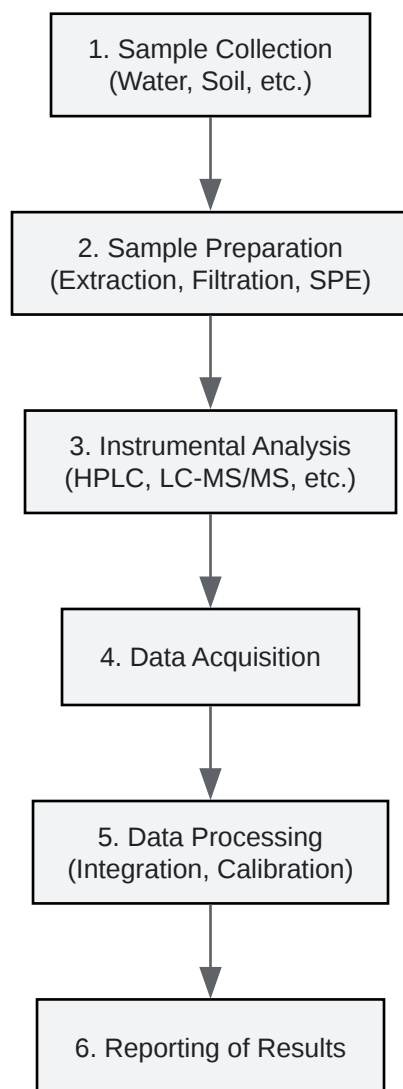 1. Sample Collection
(Water, Soil, etc.)
2. Sample Preparation
(Extraction, Filtration, SPE)
3. Instrumental Analysis
(HPLC, LC-MS/MS, etc.)
4. Data Acquisition
5. Data Processing
(Integration, Calibration)
6. Reporting of Results